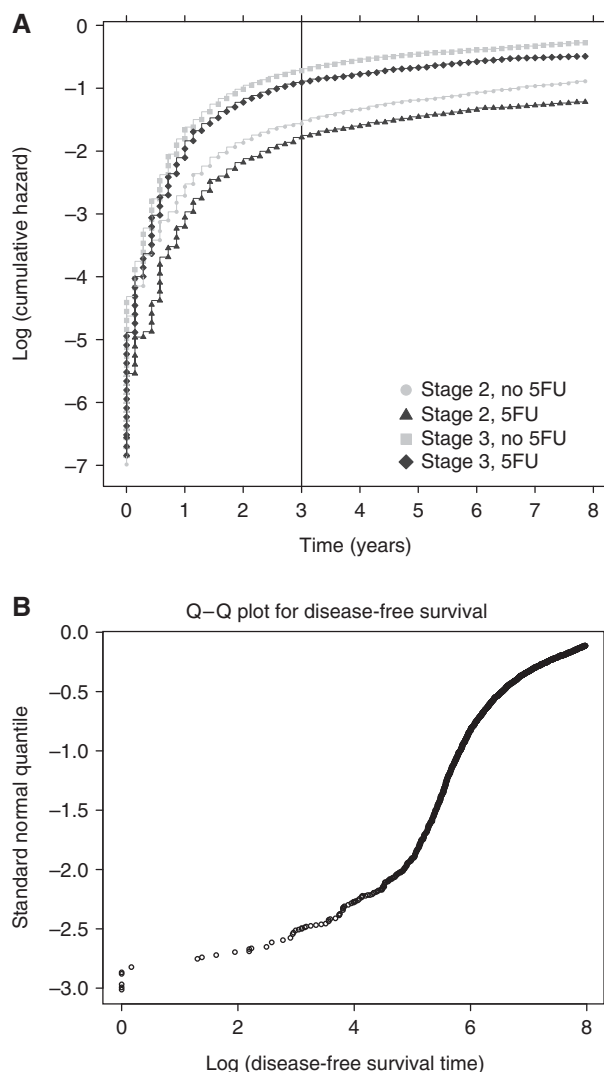 A
Log (cumulative hazard)
0
−1
−2
−3
−4
−5
−6
−7
Stage 2, no 5FU
Stage 2, 5FU
Stage 3, no 5FU
Stage 3, 5FU
0 1 2 3 4 5 6 7 8
Time (years)
B
Q−Q plot for disease-free survival
Standard normal quantile
0.0
−0.5
−1.0
−1.5
−2.0
−2.5
−3.0
0 2 4 6 8
Log (disease-free survival time)